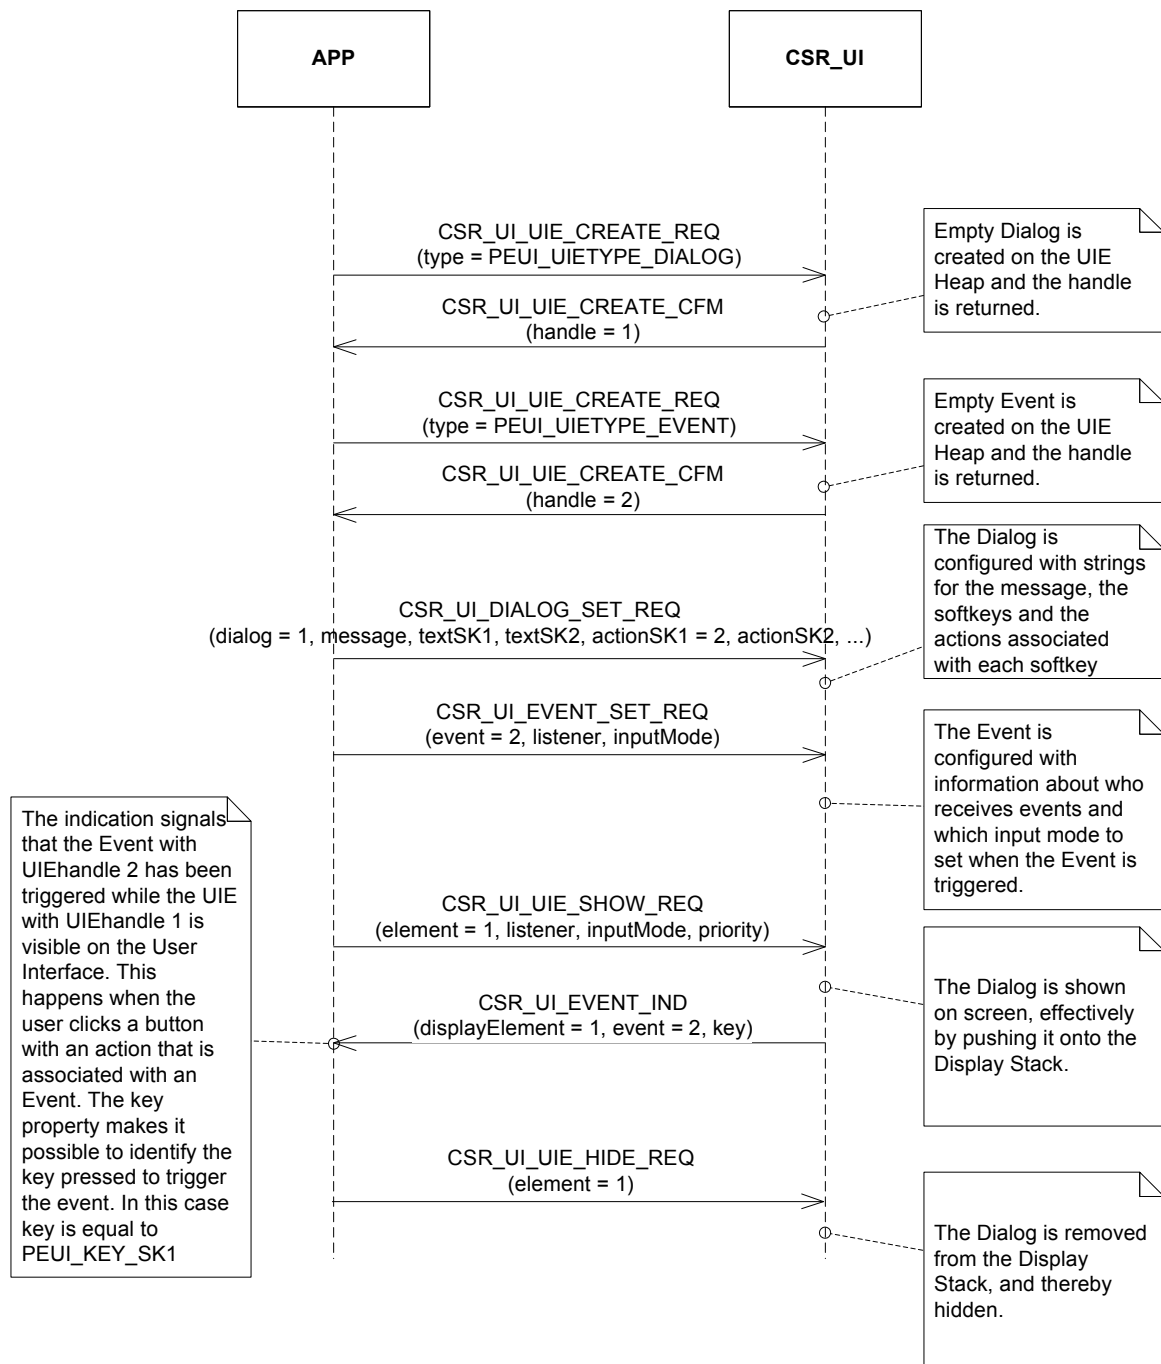 APP
CSR_UI
CSR_UI_UIE_CREATE_REQ
(type = PEUI_UIETYPE_DIALOG)
Empty Dialog is
created on the UIE
Heap and the handle
is returned.
CSR_UI_UIE_CREATE_CFM
(handle = 1)
CSR_UI_UIE_CREATE_REQ
(type = PEUI_UIETYPE_EVENT)
Empty Event is
created on the UIE
Heap and the handle
is returned.
CSR_UI_UIE_CREATE_CFM
(handle = 2)
The Dialog is
configured with strings
for the message, the
softkeys and the
actions associated
with each softkey
CSR_UI_DIALOG_SET_REQ
(dialog = 1, message, textSK1, textSK2, actionSK1 = 2, actionSK2, ...)
CSR_UI_EVENT_SET_REQ
(event = 2, listener, inputMode)
The Event is
configured with
information about who
receives events and
which input mode to
set when the Event is
triggered.
The indication signals
that the Event with
UIEhandle 2 has been
triggered while the UIE
with UIEhandle 1 is
visible on the User
Interface. This
happens when the
user clicks a button
with an action that is
associated with an
Event. The key
property makes it
possible to identify the
key pressed to trigger
the event. In this case
key is equal to
PEUI_KEY_SK1
CSR_UI_UIE_SHOW_REQ
(element = 1, listener, inputMode, priority)
The Dialog is shown
on screen, effectively
by pushing it onto the
Display Stack.
CSR_UI_EVENT_IND
(displayElement = 1, event = 2, key)
CSR_UI_UIE_HIDE_REQ
(element = 1)
The Dialog is removed
from the Display
Stack, and thereby
hidden.